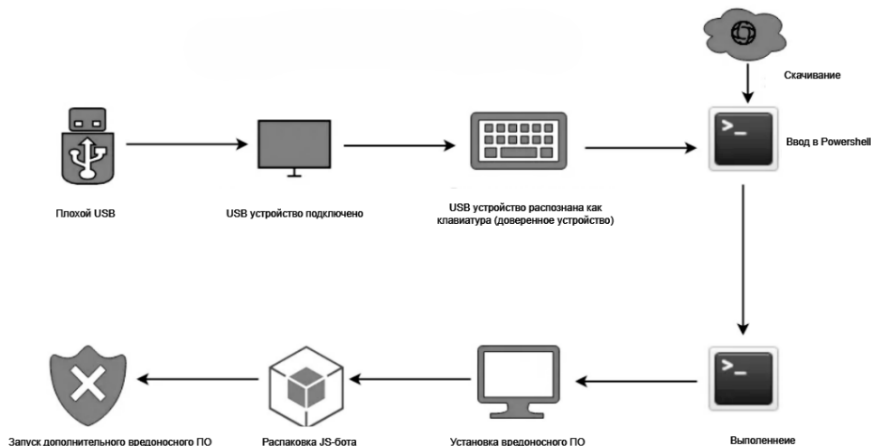 Скачивание
>_
Ввод в Powershell
Плохой USB
USB устройство подключено
USB устройство распознана как
клавиатура (доверенное устройство)
>_
Запуск дополнительного вредоносного ПО
Распаковка JS-бота
Установка вредоносного ПО
Выполеннеие